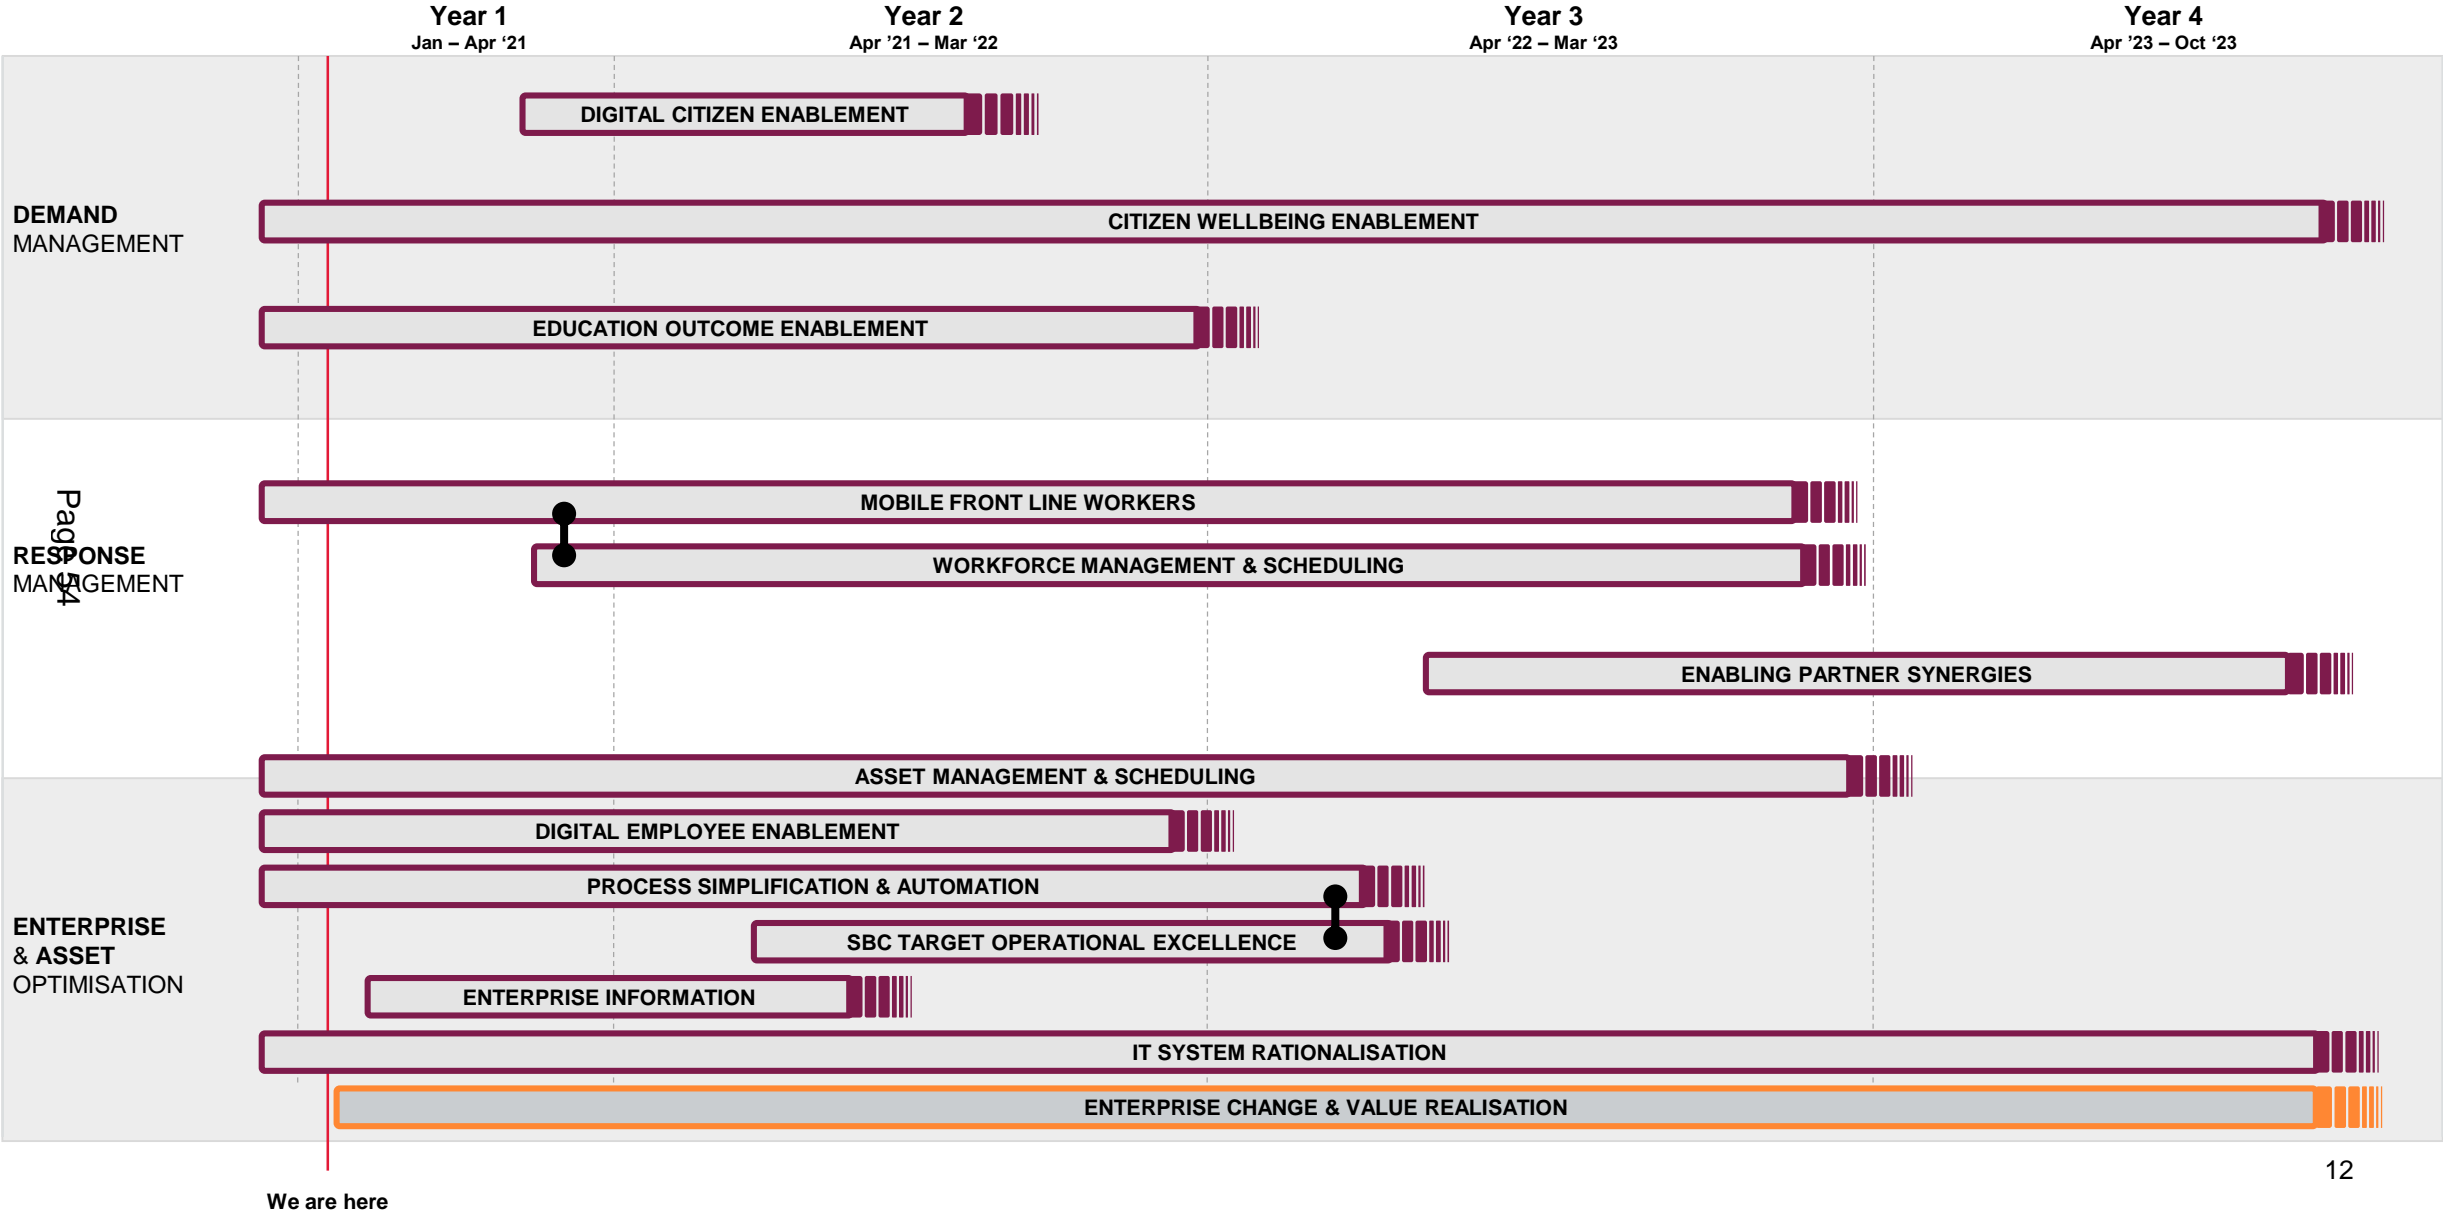 Year 1
Jan – Apr ‘21
Year 2
Apr ’21 – Mar ‘22
Year 3
Apr ’22 – Mar ‘23
Year 4
Apr ’23 – Oct ‘23
DIGITAL CITIZEN ENABLEMENT
DEMAND
MANAGEMENT
CITIZEN WELLBEING ENABLEMENT
EDUCATION OUTCOME ENABLEMENT
MOBILE FRONT LINE WORKERS
Page 54
RESPONSE
MANAGEMENT
WORKFORCE MANAGEMENT & SCHEDULING
ENABLING PARTNER SYNERGIES
ASSET MANAGEMENT & SCHEDULING
DIGITAL EMPLOYEE ENABLEMENT
PROCESS SIMPLIFICATION & AUTOMATION
ENTERPRISE
& ASSET
OPTIMISATION
SBC TARGET OPERATIONAL EXCELLENCE
ENTERPRISE INFORMATION
IT SYSTEM RATIONALISATION
ENTERPRISE CHANGE & VALUE REALISATION
12
We are here